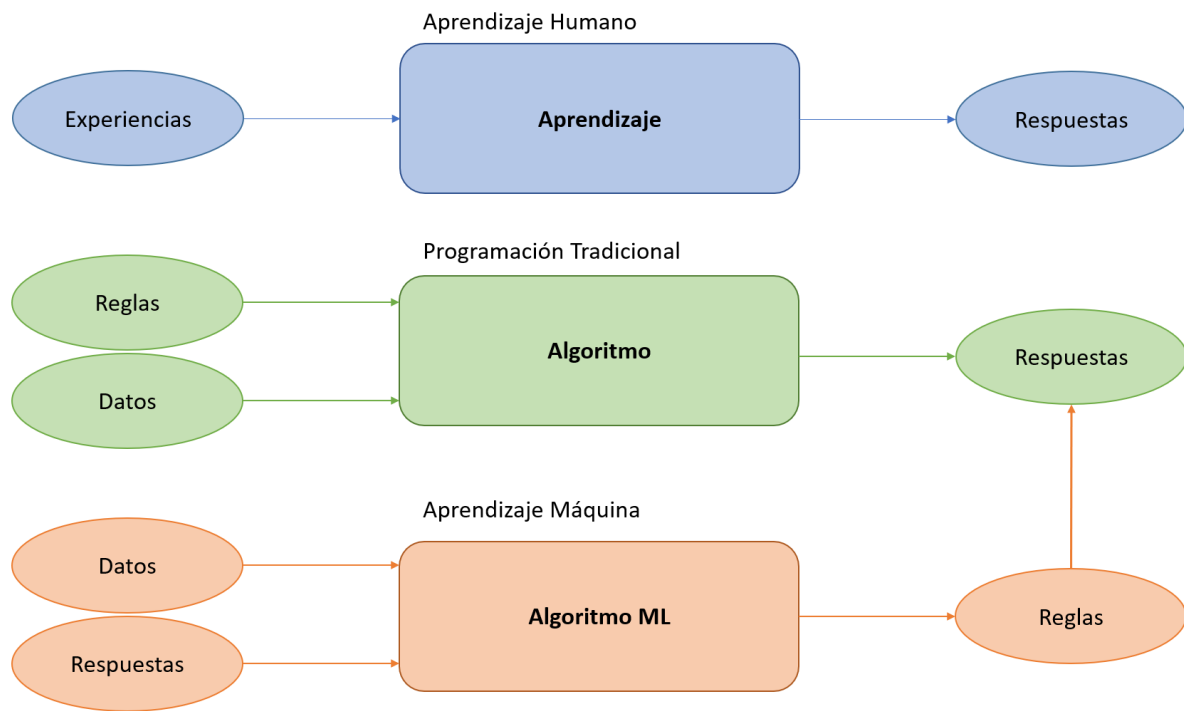 Aprendizaje Humano
Experiencias
Aprendizaje
Respuestas
Programación Tradicional
Reglas
Datos
Algoritmo
Respuestas
Aprendizaje Máquina
Datos
Respuestas
Algoritmo ML
Reglas